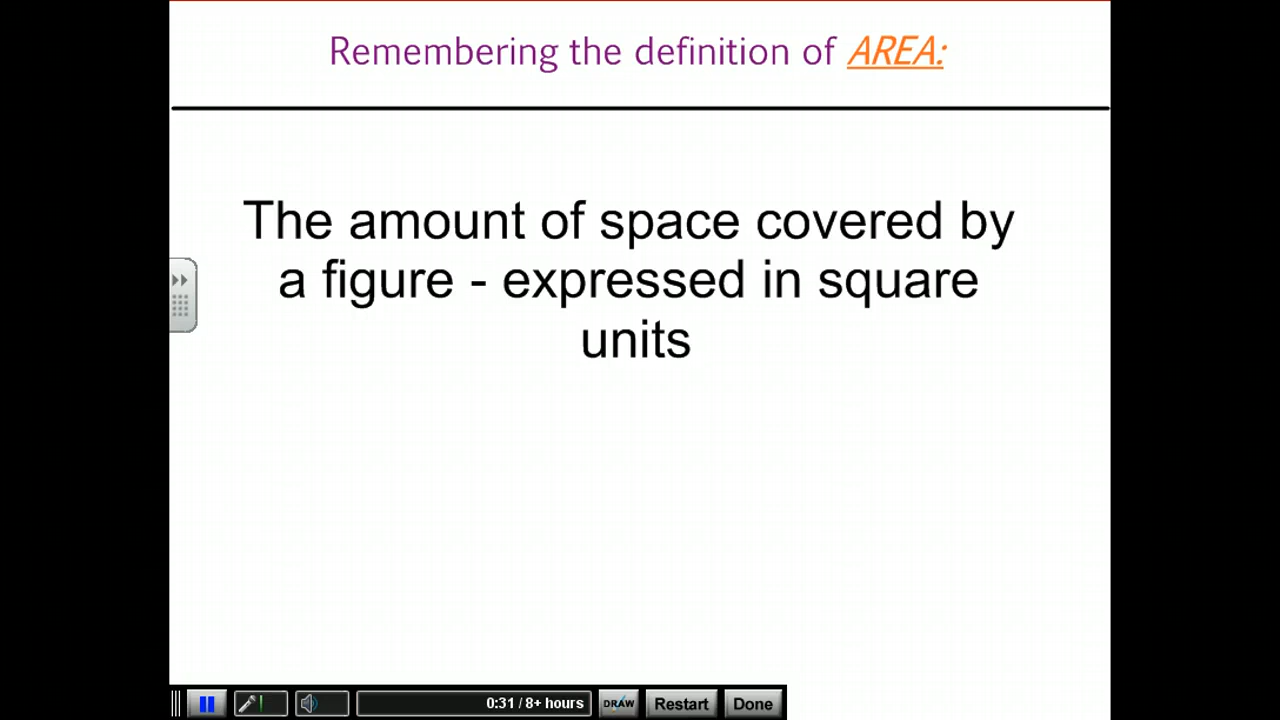 Remembering the definition of AREA:
The amount of space covered by
a figure - expressed in square
units
0:31 / 8+ hours
DRAW
Restart
Done